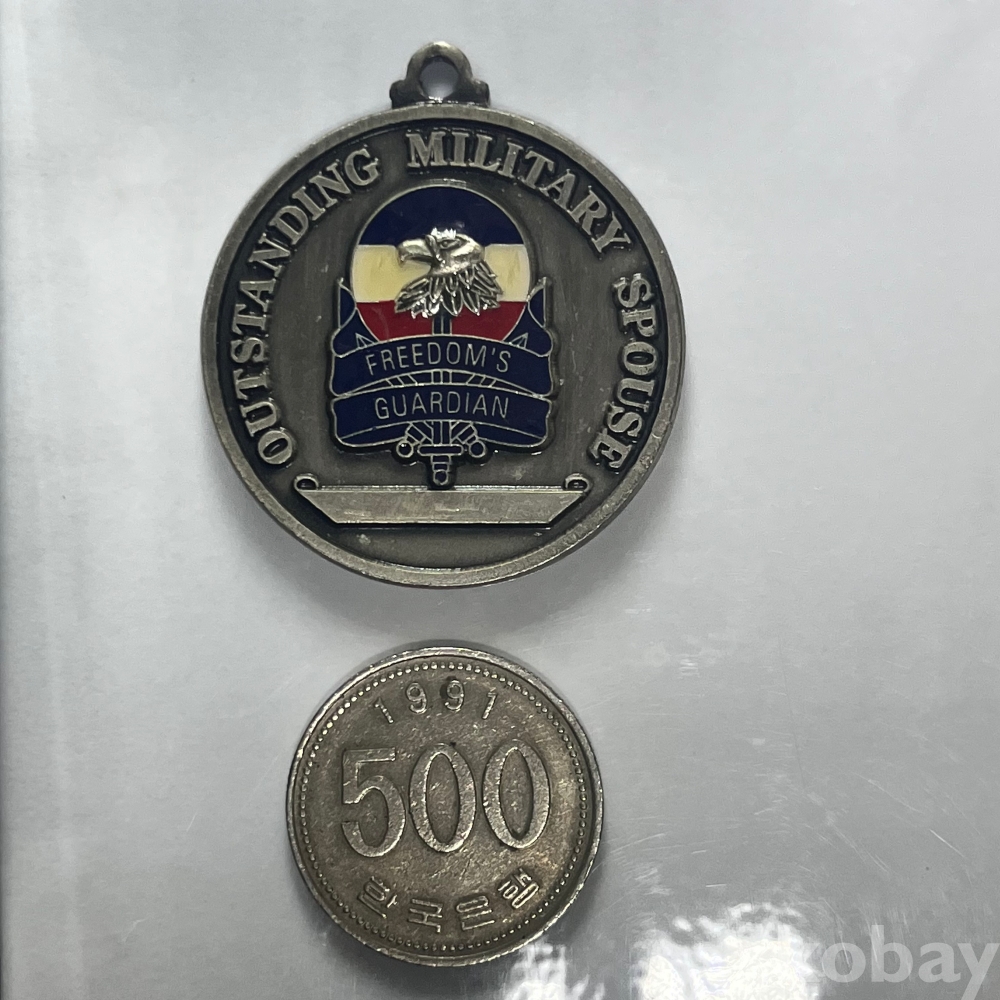 OUTSTANDING MILITARY SPOUSE
FREEDOM'S
GUARDIAN
1991
500
한국은행
obay